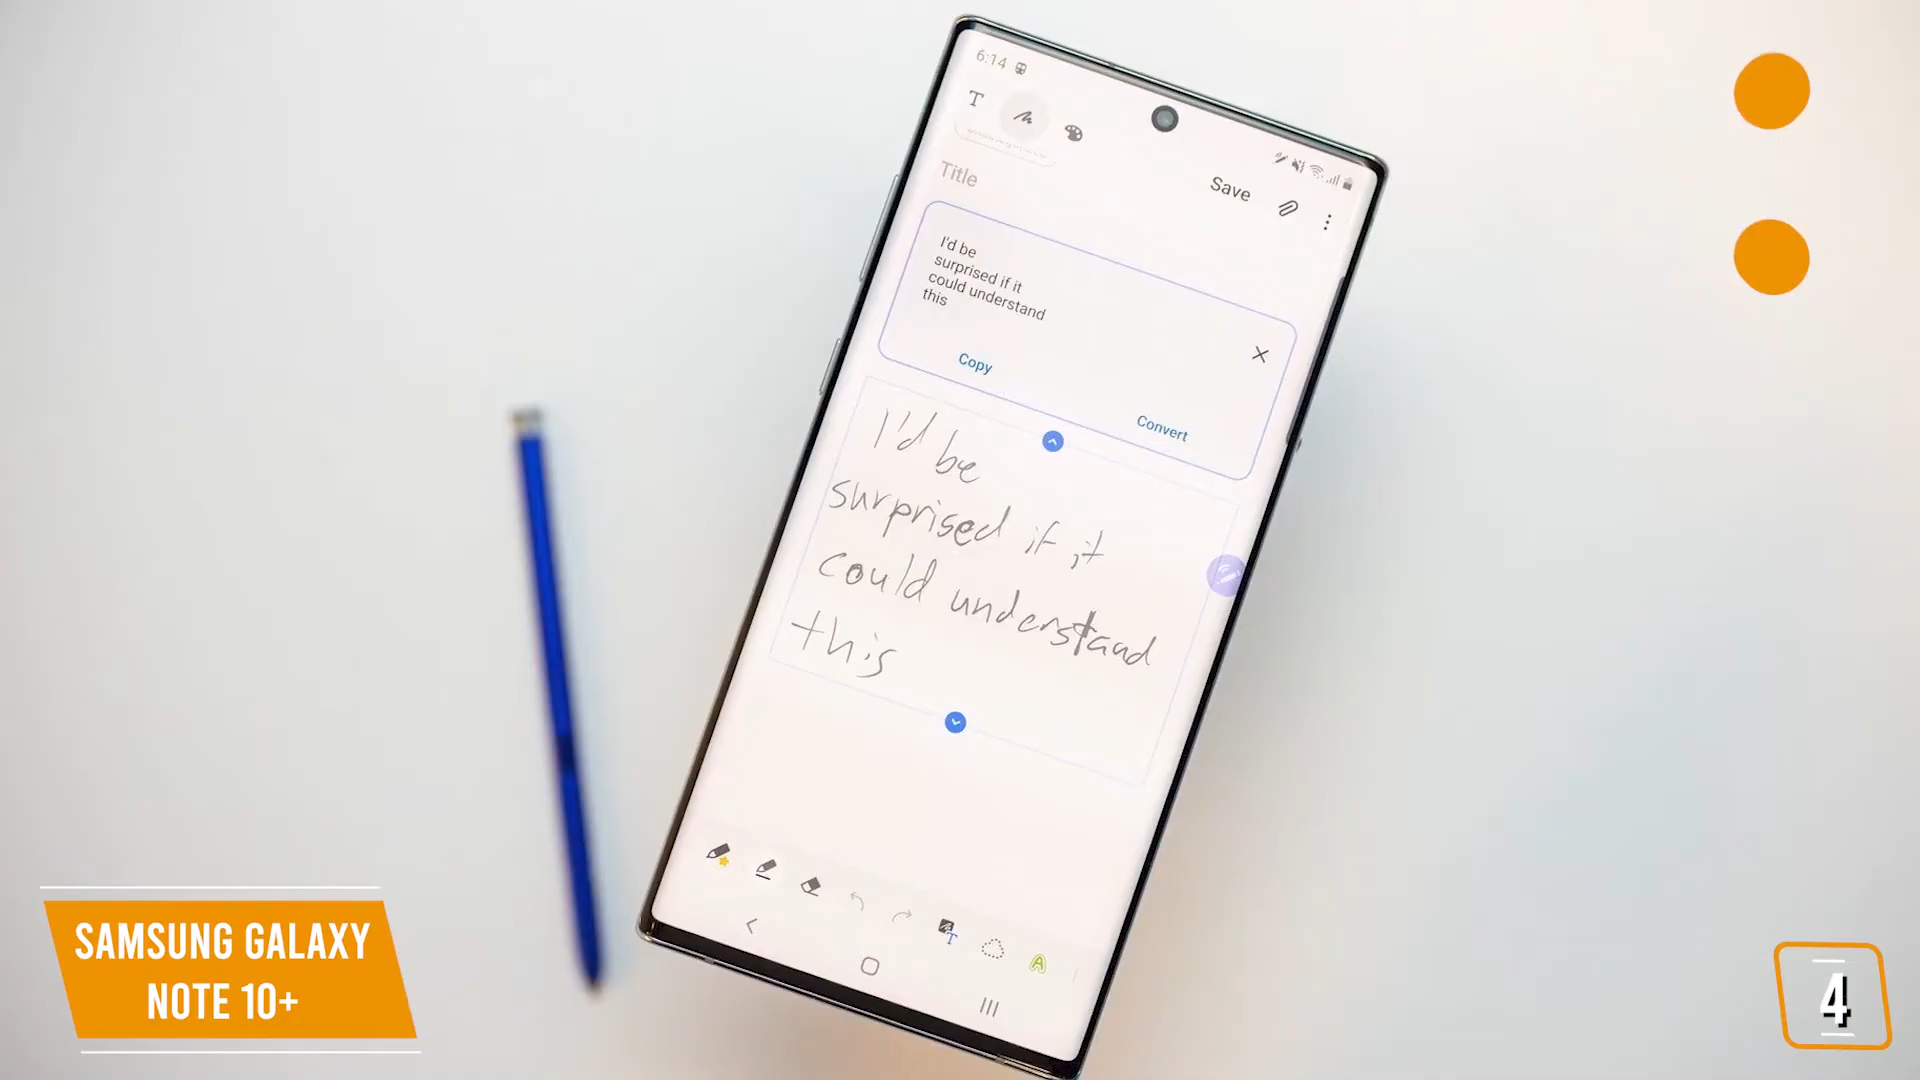 6:14
T
Title
Save
I'd be
surprised if it
could understand
this
Copy
Convert
I'd be
surprised if it
could understand
this
T
A
SAMSUNG GALAXY
NOTE 10+
4